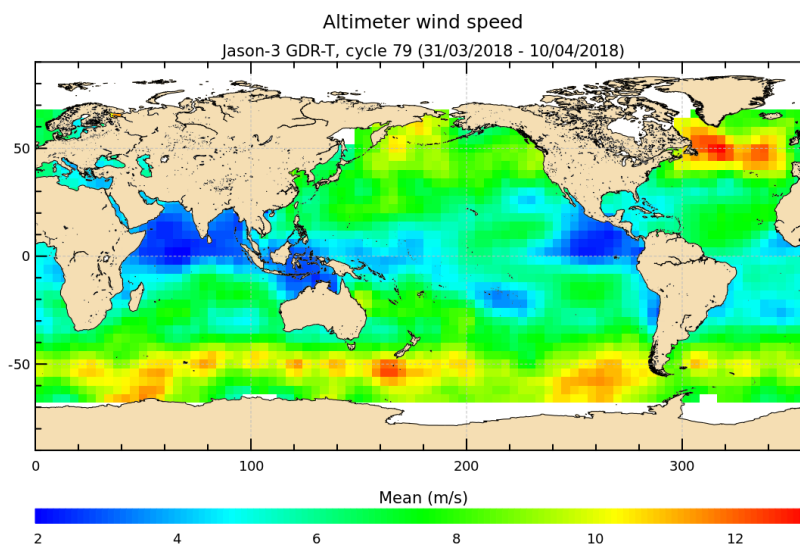 Altimeter wind speed
Jason-3 GDR-T, cycle 79 (31/03/2018 - 10/04/2018)
50
0
-50
0 100 200 300
Mean (m/s)
2 4 6 8 10 12